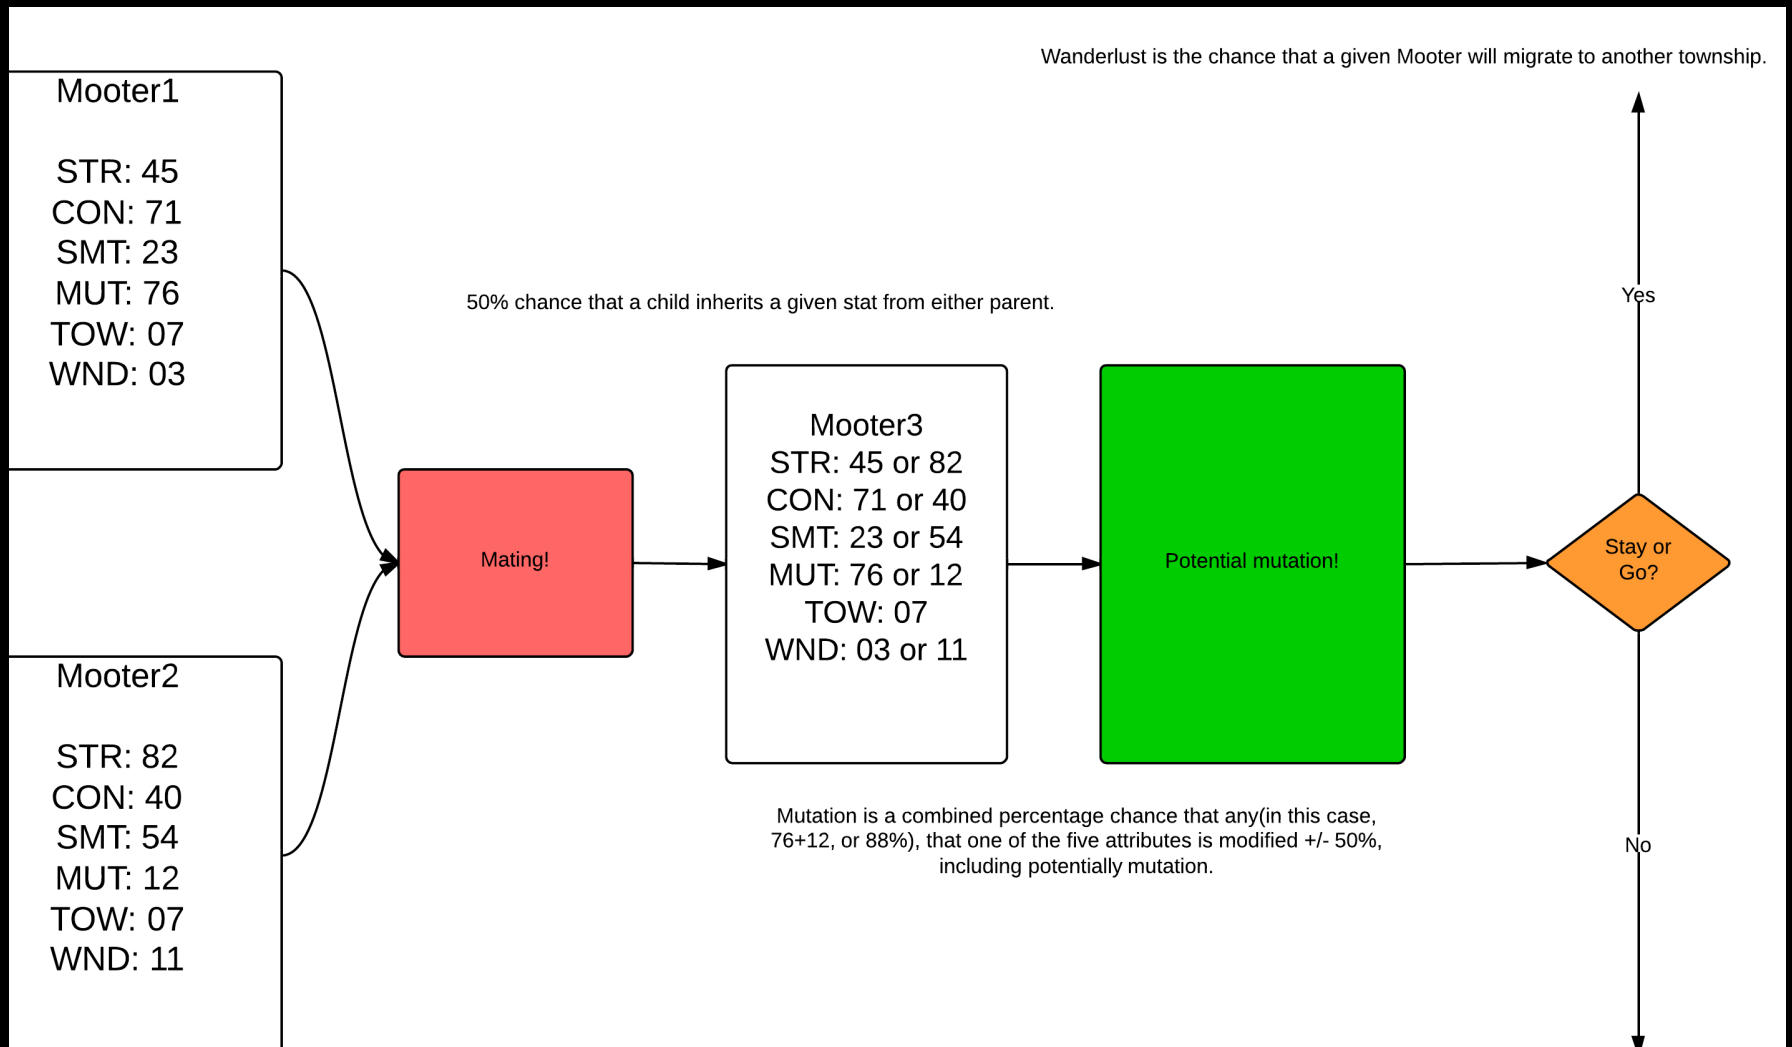 Wanderlust is the chance that a given Mooter will migrate to another township.
Mooter1
STR: 45
CON: 71
SMT: 23
MUT: 76
TOW: 07
WND: 03
50% chance that a child inherits a given stat from either parent.
Yes
Mating!
Mooter3
STR: 45 or 82
CON: 71 or 40
SMT: 23 or 54
MUT: 76 or 12
TOW: 07
WND: 03 or 11
Potential mutation!
Stay or
Go?
Mooter2
STR: 82
CON: 40
SMT: 54
MUT: 12
TOW: 07
WND: 11
Mutation is a combined percentage chance that any(in this case,
76+12, or 88%), that one of the five attributes is modified +/- 50%,
including potentially mutation.
No